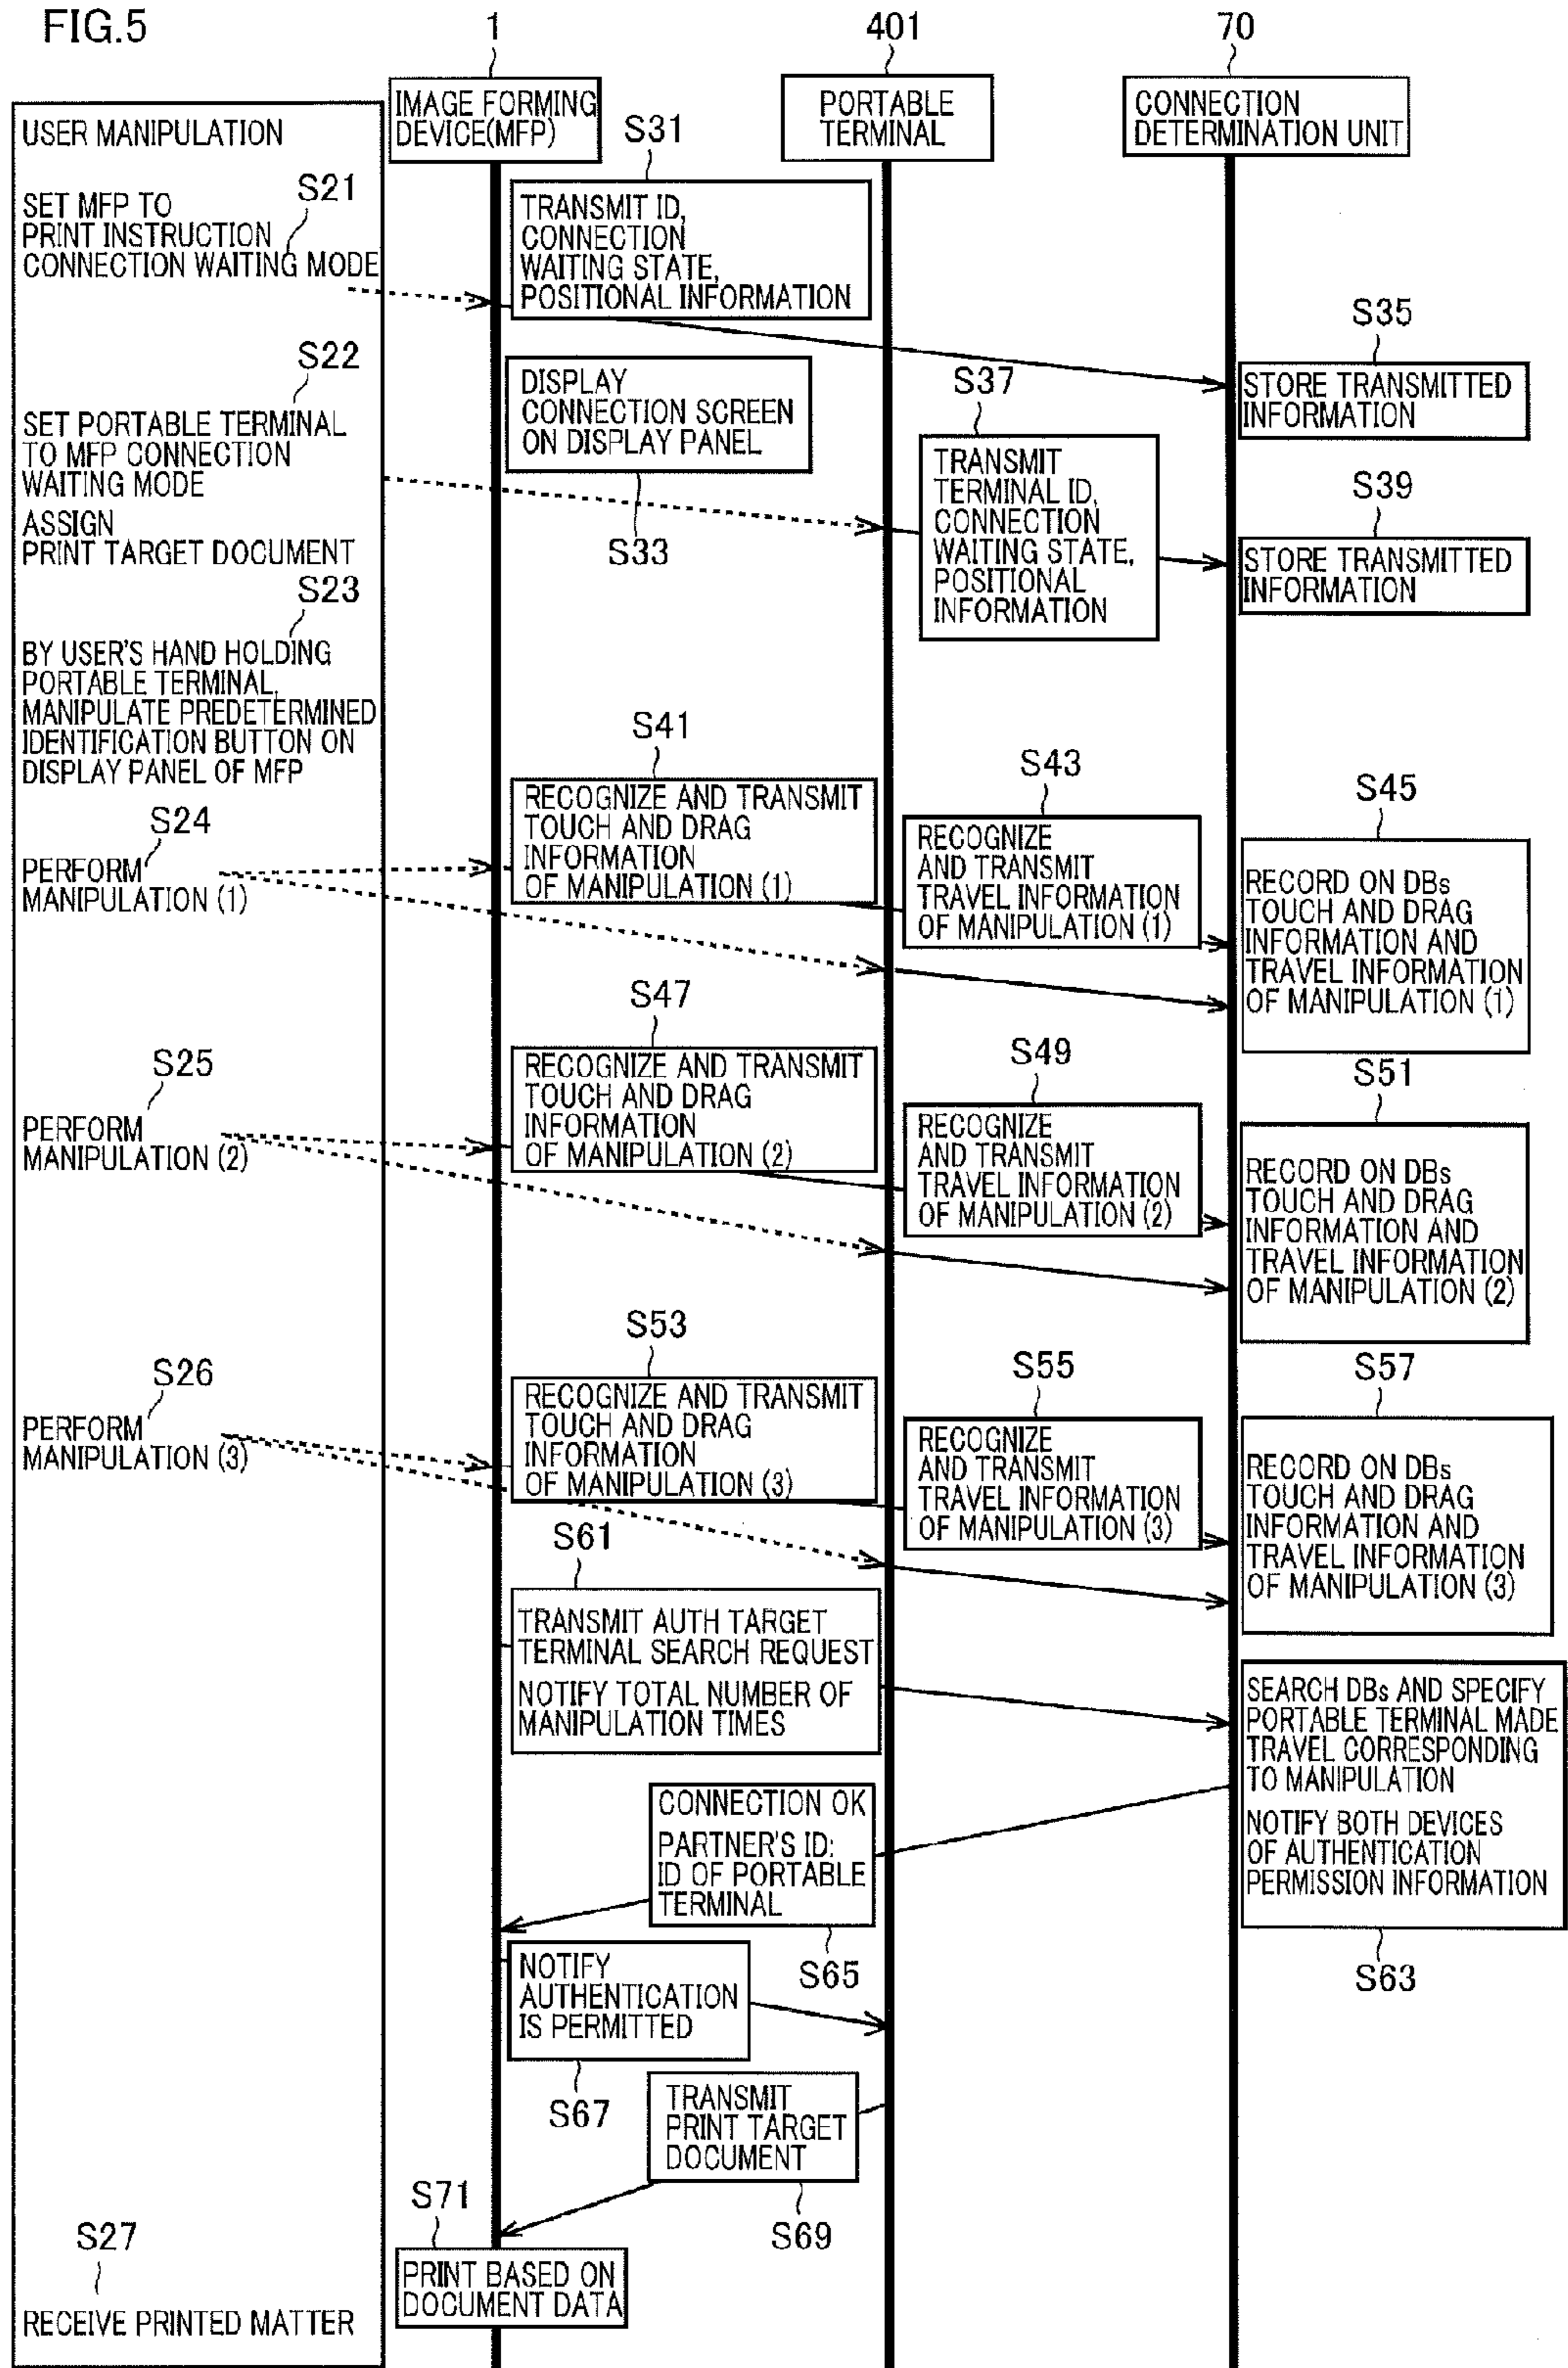 FIG.5
1
401
70
IMAGE FORMING
DEVICE(MFP)
PORTABLE
TERMINAL
CONNECTION
DETERMINATION UNIT
USER MANIPULATION
S21
SET MFP TO
PRINT INSTRUCTION
CONNECTION WAITING MODE
S31
TRANSMIT ID,
CONNECTION
WAITING STATE,
POSITIONAL INFORMATION
S35
STORE TRANSMITTED
INFORMATION
S22
SET PORTABLE TERMINAL
TO MFP CONNECTION
WAITING MODE
ASSIGN
PRINT TARGET DOCUMENT
DISPLAY
CONNECTION SCREEN
ON DISPLAY PANEL
S33
S37
TRANSMIT
TERMINAL ID,
CONNECTION
WAITING STATE,
POSITIONAL
INFORMATION
S39
STORE TRANSMITTED
INFORMATION
S23
BY USER'S HAND HOLDING
PORTABLE TERMINAL,
MANIPULATE PREDETERMINED
IDENTIFICATION BUTTON ON
DISPLAY PANEL OF MFP
S24
PERFORM
MANIPULATION (1)
S41
RECOGNIZE AND TRANSMIT
TOUCH AND DRAG
INFORMATION
OF MANIPULATION (1)
S43
RECOGNIZE
AND TRANSMIT
TRAVEL INFORMATION
OF MANIPULATION (1)
S45
RECORD ON DBs
TOUCH AND DRAG
INFORMATION AND
TRAVEL INFORMATION
OF MANIPULATION (1)
S25
PERFORM
MANIPULATION (2)
S47
RECOGNIZE AND TRANSMIT
TOUCH AND DRAG
INFORMATION
OF MANIPULATION (2)
S49
RECOGNIZE
AND TRANSMIT
TRAVEL INFORMATION
OF MANIPULATION (2)
S51
RECORD ON DBs
TOUCH AND DRAG
INFORMATION AND
TRAVEL INFORMATION
OF MANIPULATION (2)
S26
PERFORM
MANIPULATION (3)
S53
RECOGNIZE AND TRANSMIT
TOUCH AND DRAG
INFORMATION
OF MANIPULATION (3)
S55
RECOGNIZE
AND TRANSMIT
TRAVEL INFORMATION
OF MANIPULATION (3)
S57
RECORD ON DBs
TOUCH AND DRAG
INFORMATION AND
TRAVEL INFORMATION
OF MANIPULATION (3)
S61
TRANSMIT AUTH TARGET
TERMINAL SEARCH REQUEST
NOTIFY TOTAL NUMBER OF
MANIPULATION TIMES
SEARCH DBs AND SPECIFY
PORTABLE TERMINAL MADE
TRAVEL CORRESPONDING
TO MANIPULATION
NOTIFY BOTH DEVICES
OF AUTHENTICATION
PERMISSION INFORMATION
S63
CONNECTION OK
PARTNER'S ID:
ID OF PORTABLE
TERMINAL
S65
NOTIFY
AUTHENTICATION
IS PERMITTED
S67
TRANSMIT
PRINT TARGET
DOCUMENT
S69
S71
PRINT BASED ON
DOCUMENT DATA
S27
RECEIVE PRINTED MATTER